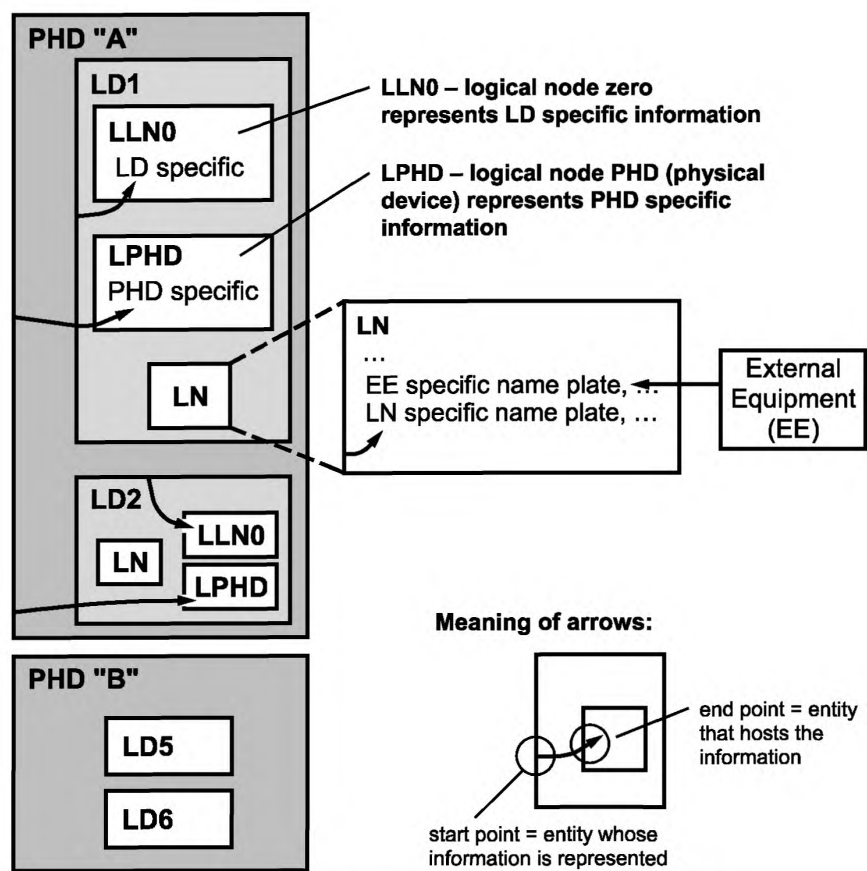 PHD "A"
LD1
LLN0
LD specific
LPHD
PHD specific
LN
LLN0 – logical node zero
represents LD specific information
LPHD – logical node PHD (physical
device) represents PHD specific
information
LN
...
EE specific name plate, ...
LN specific name plate, ...
External
Equipment
(EE)
LD2
LLN0
LN
LPHD
PHD "B"
LD5
LD6
Meaning of arrows:
end point = entity
that hosts the
information
start point = entity whose
information is represented